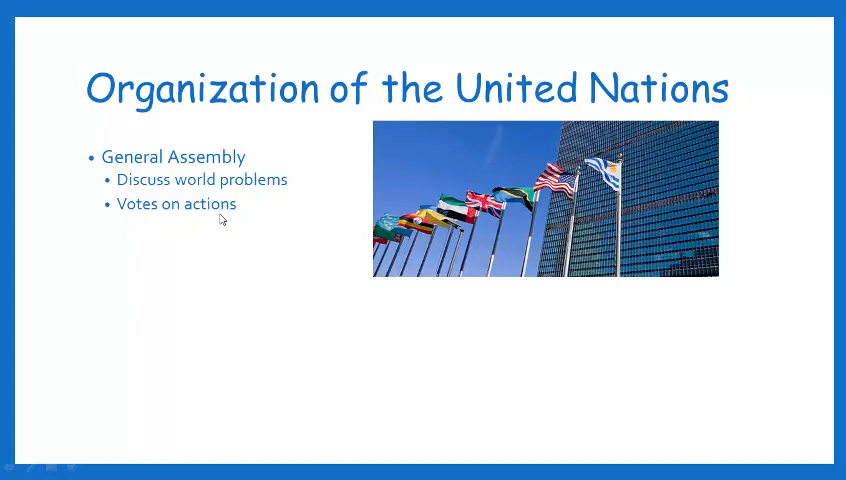 Organization of the United Nations
• General Assembly
• Discuss world problems
• Votes on actions